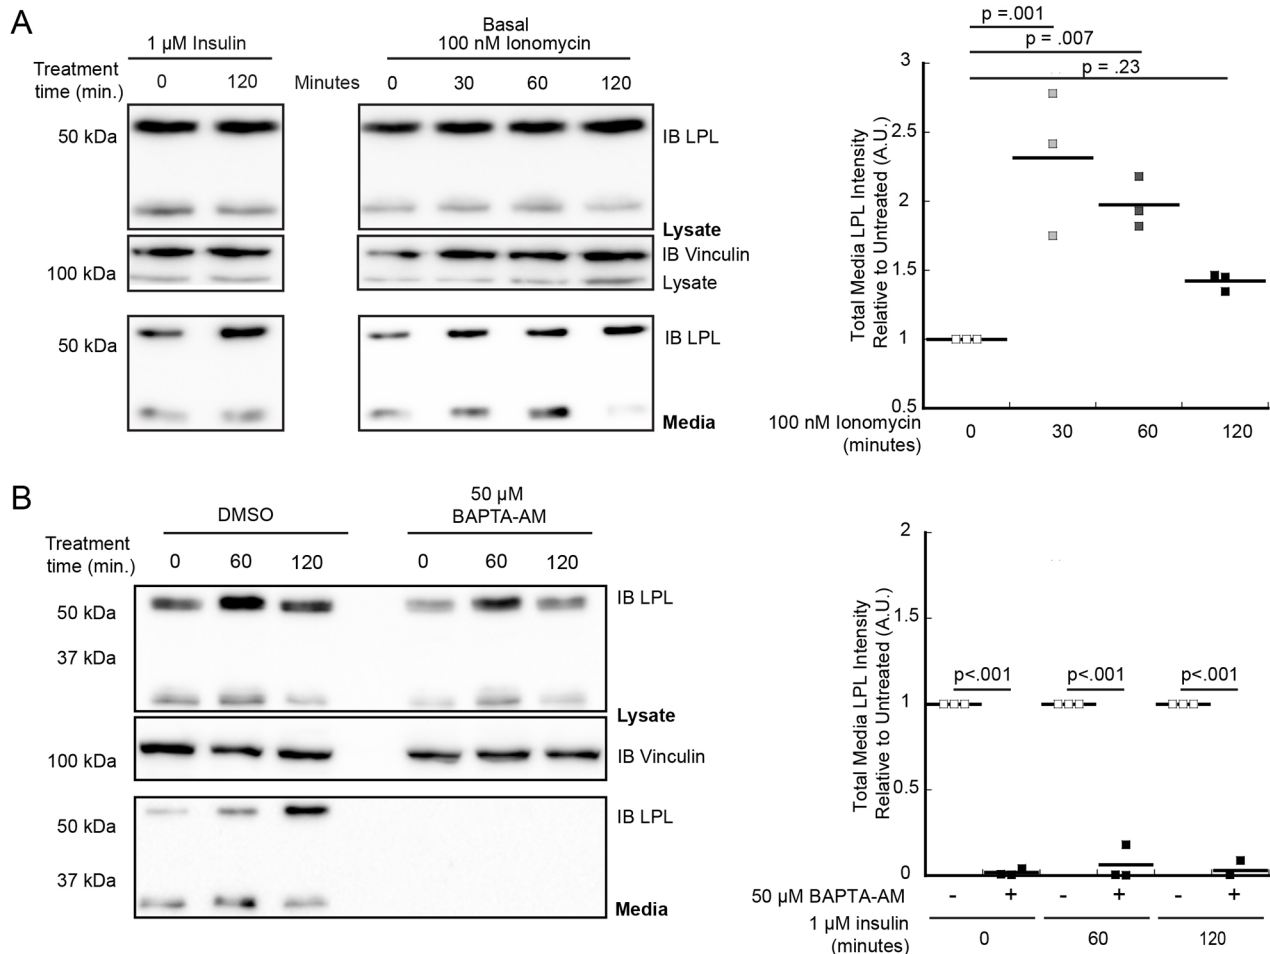 A
1 µM Insulin
Basal
100 nM Ionomycin
Treatment
time (min.)
0 120
Minutes 0 30 60 120
50 kDa
IB LPL
Lysate
IB Vinculin
100 kDa
Lysate
50 kDa
IB LPL
Media
p =.001
p = .007
p = .23
Total Media LPL Intensity
Relative to Untreated (A.U.)
3
2.5
2
1.5
1
0.5
100 nM Ionomycin
(minutes)
0 30 60 120
B
DMSO
50 µM
BAPTA-AM
Treatment
time (min.)
0 60 120 0 60 120
50 kDa
IB LPL
37 kDa
Lysate
100 kDa
IB Vinculin
50 kDa
IB LPL
37 kDa
Media
Total Media LPL Intensity
Relative to Untreated (A.U.)
2
1.5
1
0.5
0
p<.001 p<.001 p<.001
50 µM BAPTA-AM - + - + - +
1 µM insulin
(minutes)
0 60 120